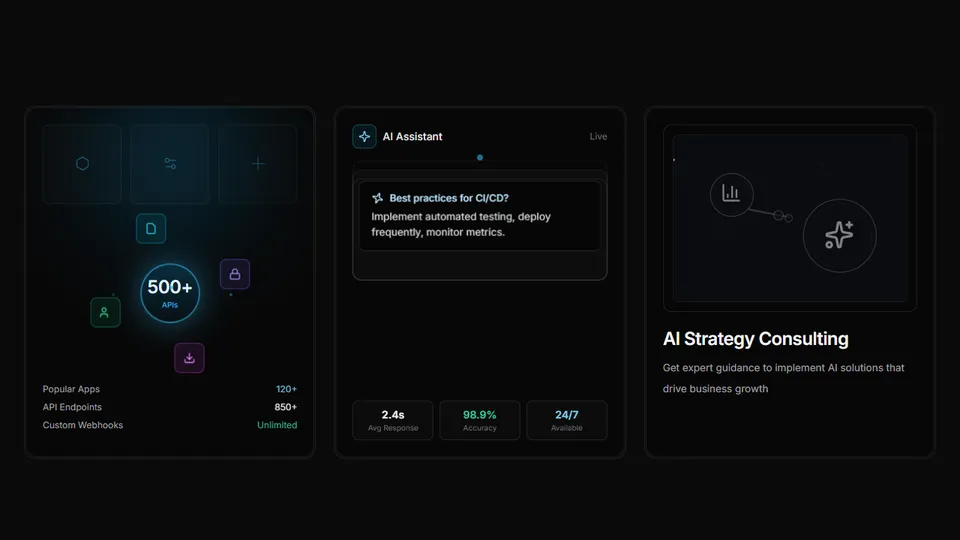 500+
APIs
Popular Apps 120+
API Endpoints 850+
Custom Webhooks Unlimited
AI Assistant Live
Best practices for CI/CD?
Implement automated testing, deploy
frequently, monitor metrics.
2.4s 98.9% 24/7
Avg Response Accuracy Available
AI Strategy Consulting
Get expert guidance to implement AI solutions that
drive business growth